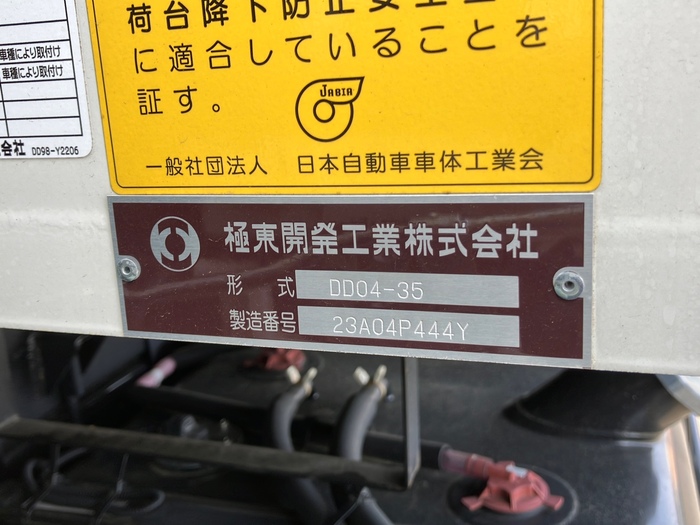 荷台降下防止安全
に適合していることを
証す。
JABIA
一般社団法人 日本自動車車体工業会
車種により取付け
車種により取付け
会社 DD98-Y2206
極東開発工業株式会社
形式 DD04-35
製造番号 23A04P444Y